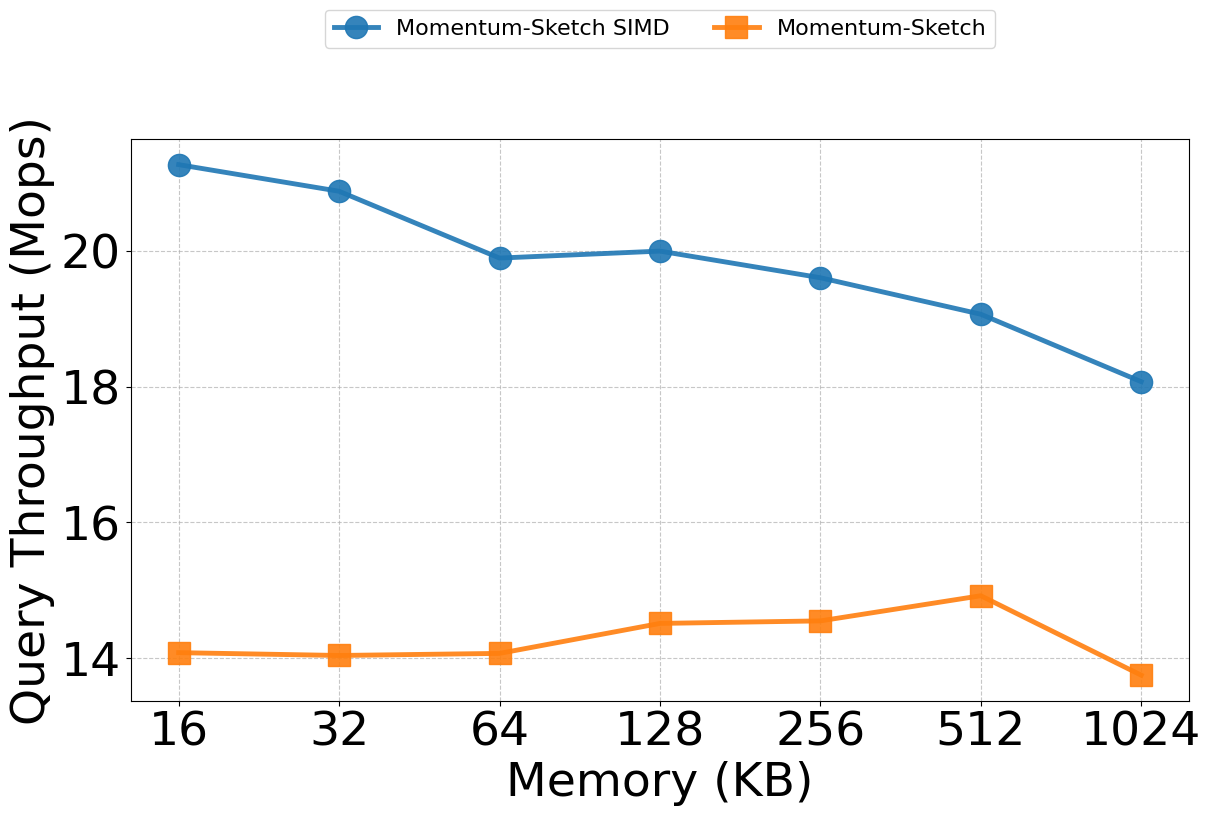 Momentum-Sketch SIMD Momentum-Sketch
Query Throughput (Mops)
20
18
16
14
16 32 64 128 256 512 1024
Memory (KB)